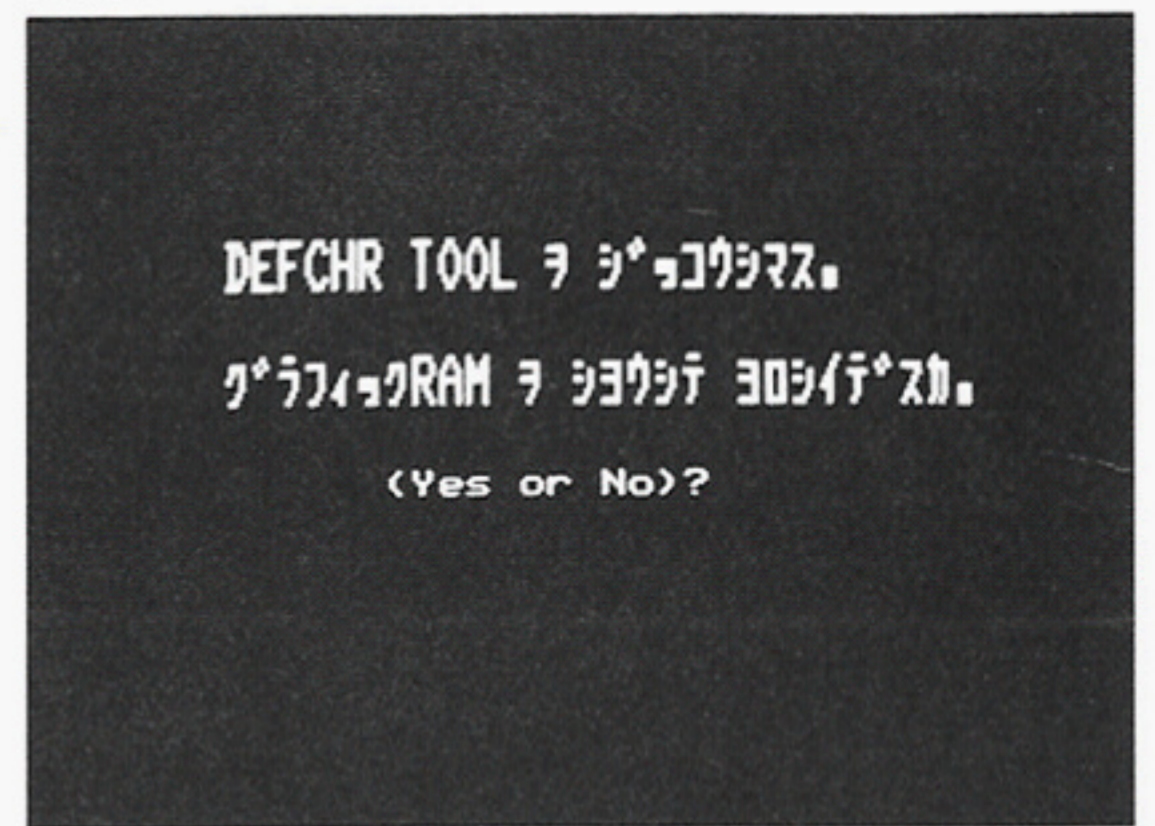 DEFCHR TOOL ｦ ｼﾞｯｺｳｼﾏｽ｡
ｸﾞﾗﾌｨｯｸRAM ｦ ｼﾖｳｼﾃ ﾖﾛｼｲﾃﾞｽｶ｡
(Yes or No)?